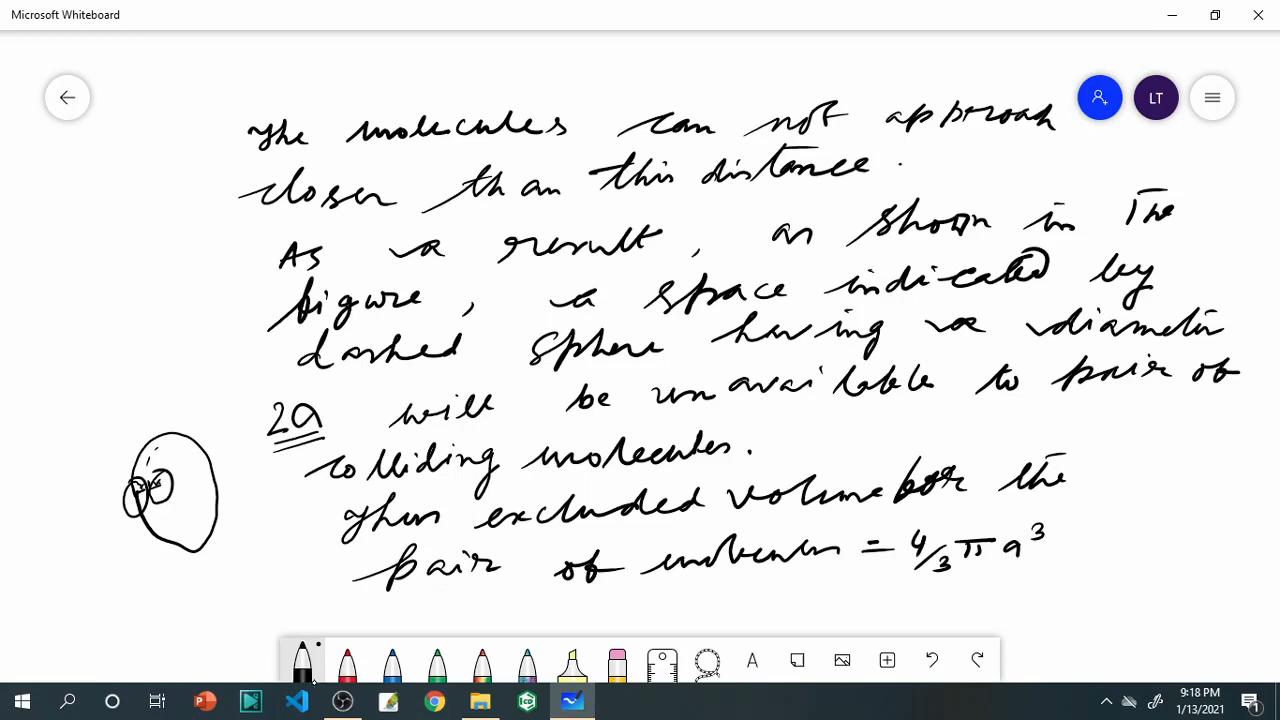 Microsoft Whiteboard
LT
The molecules can not approach
closer than this distance.
As a result, as shown in the
figure, a space indicated by
dashed sphere having a diameter
2a will be unavailable to pair of
colliding molecules.
Thus excluded volume for the
pair of molecules = 4/3 π a³
A
9:18 PM
1/13/2021